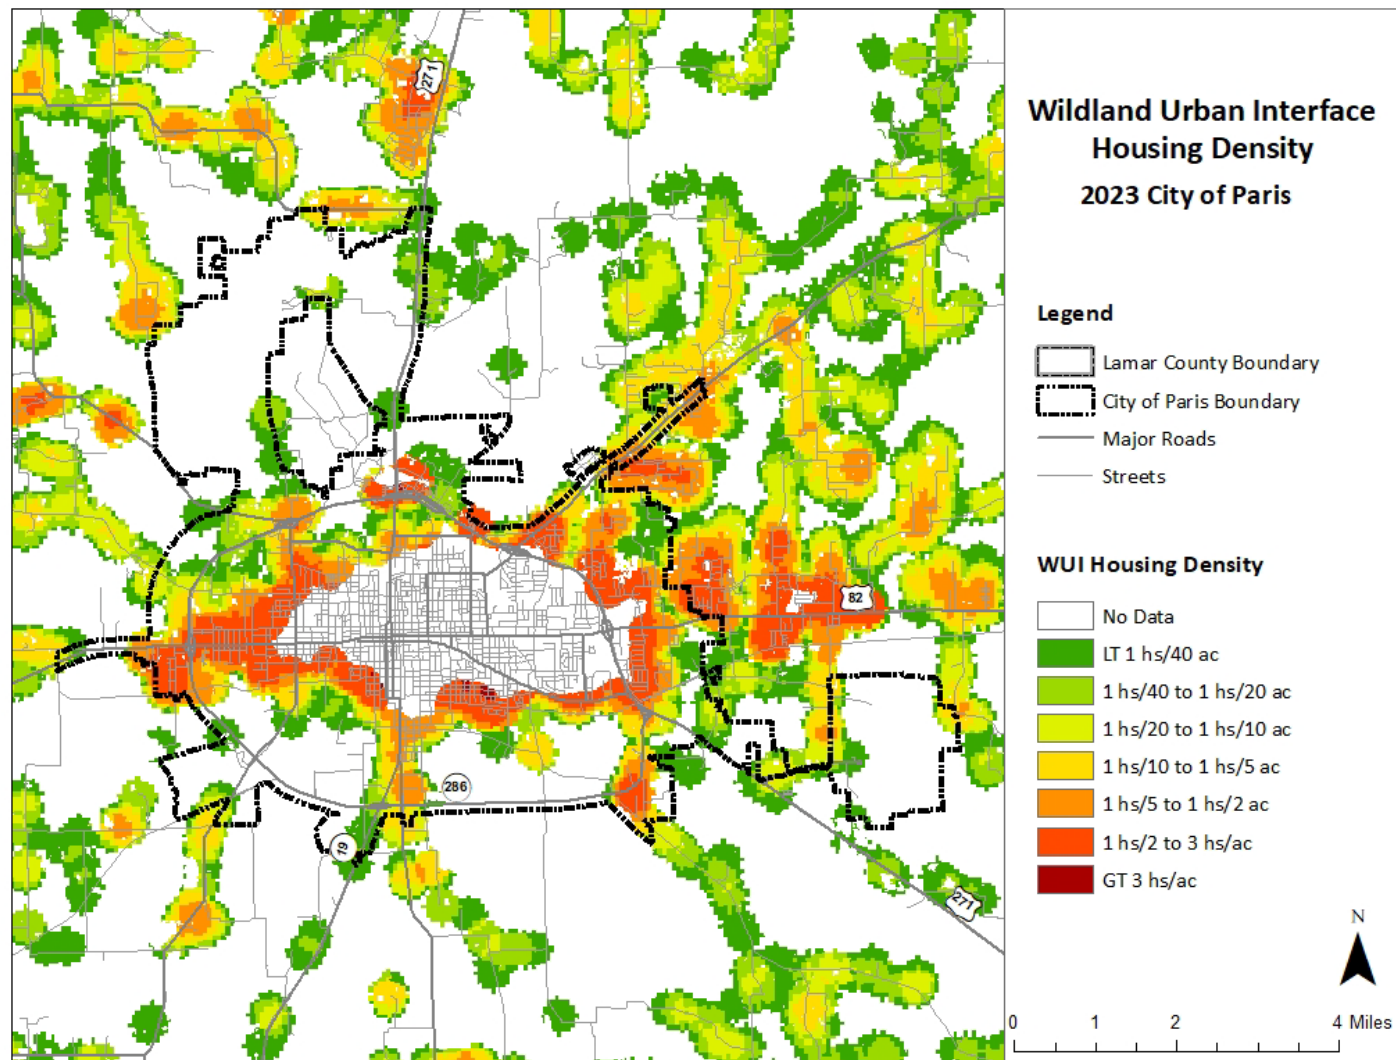 Wildland Urban Interface
Housing Density
2023 City of Paris
Legend
Lamar County Boundary
City of Paris Boundary
Major Roads
Streets
WUI Housing Density
No Data
LT 1 hs/40 ac
1 hs/40 to 1 hs/20 ac
1 hs/20 to 1 hs/10 ac
1 hs/10 to 1 hs/5 ac
1 hs/5 to 1 hs/2 ac
1 hs/2 to 3 hs/ac
GT 3 hs/ac
N
0 1 2 4 Miles
271
82
286
19
271